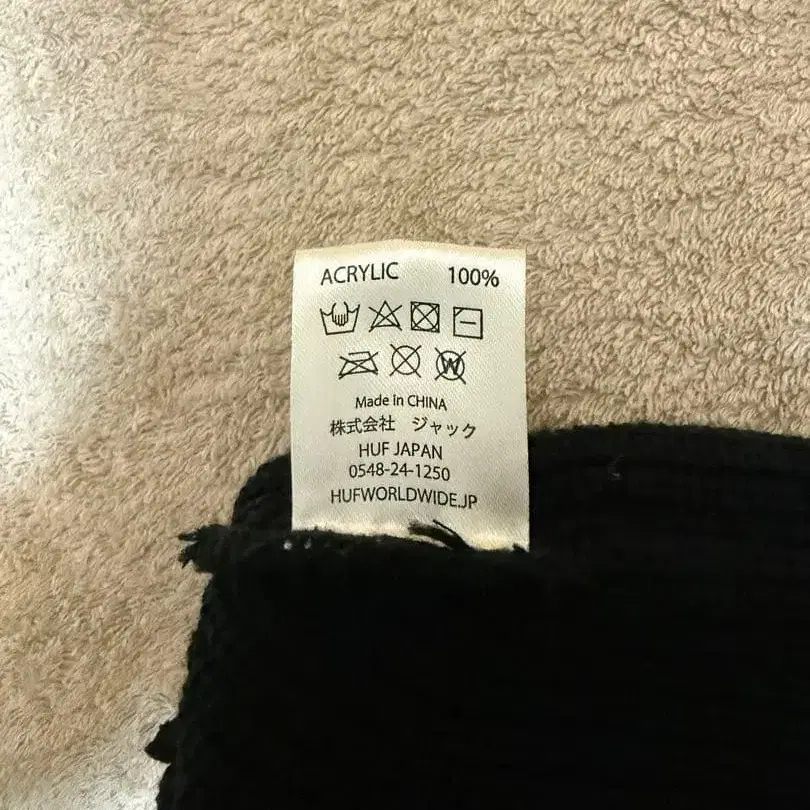 ACRYLIC 100%
W
Made in CHINA
株式会社 ジャック
HUF JAPAN
0548-24-1250
HUFWORLDWIDE.JP